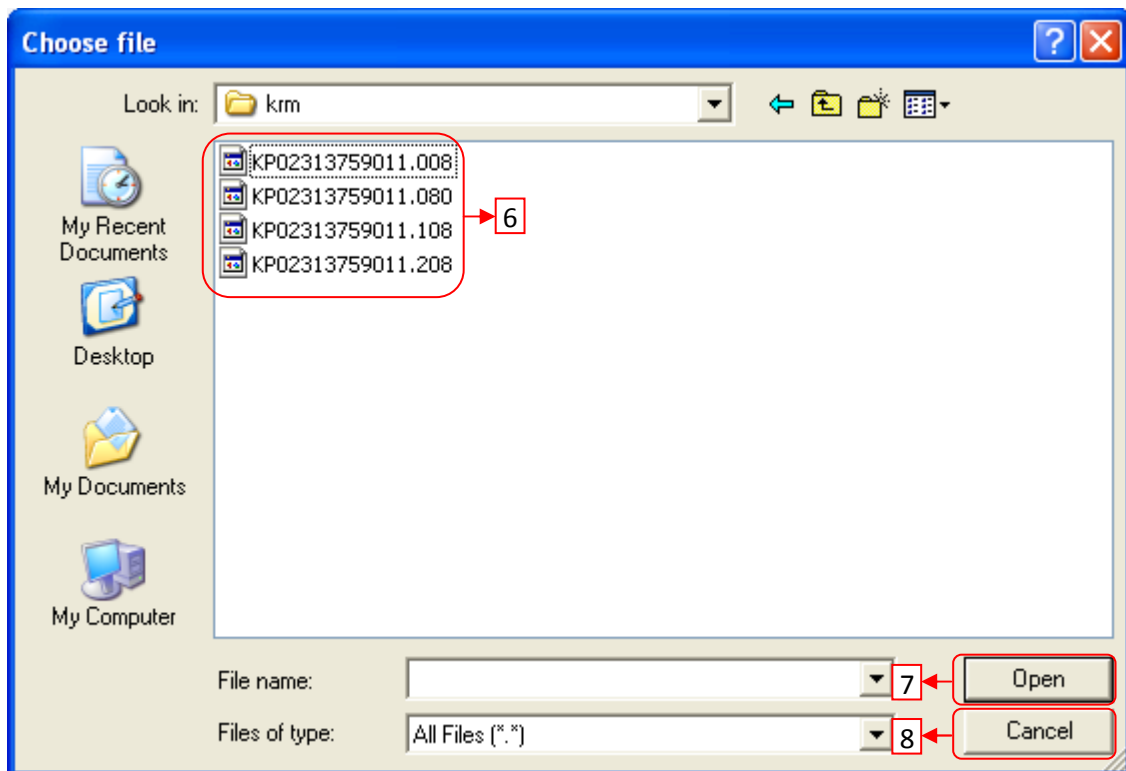 Choose file
Look in: krm
KP02313759011.008
KP02313759011.080
KP02313759011.108
KP02313759011.208
6
My Recent
Documents
Desktop
My Documents
My Computer
File name: 7 Open
Files of type: All Files (*.*) 8 Cancel